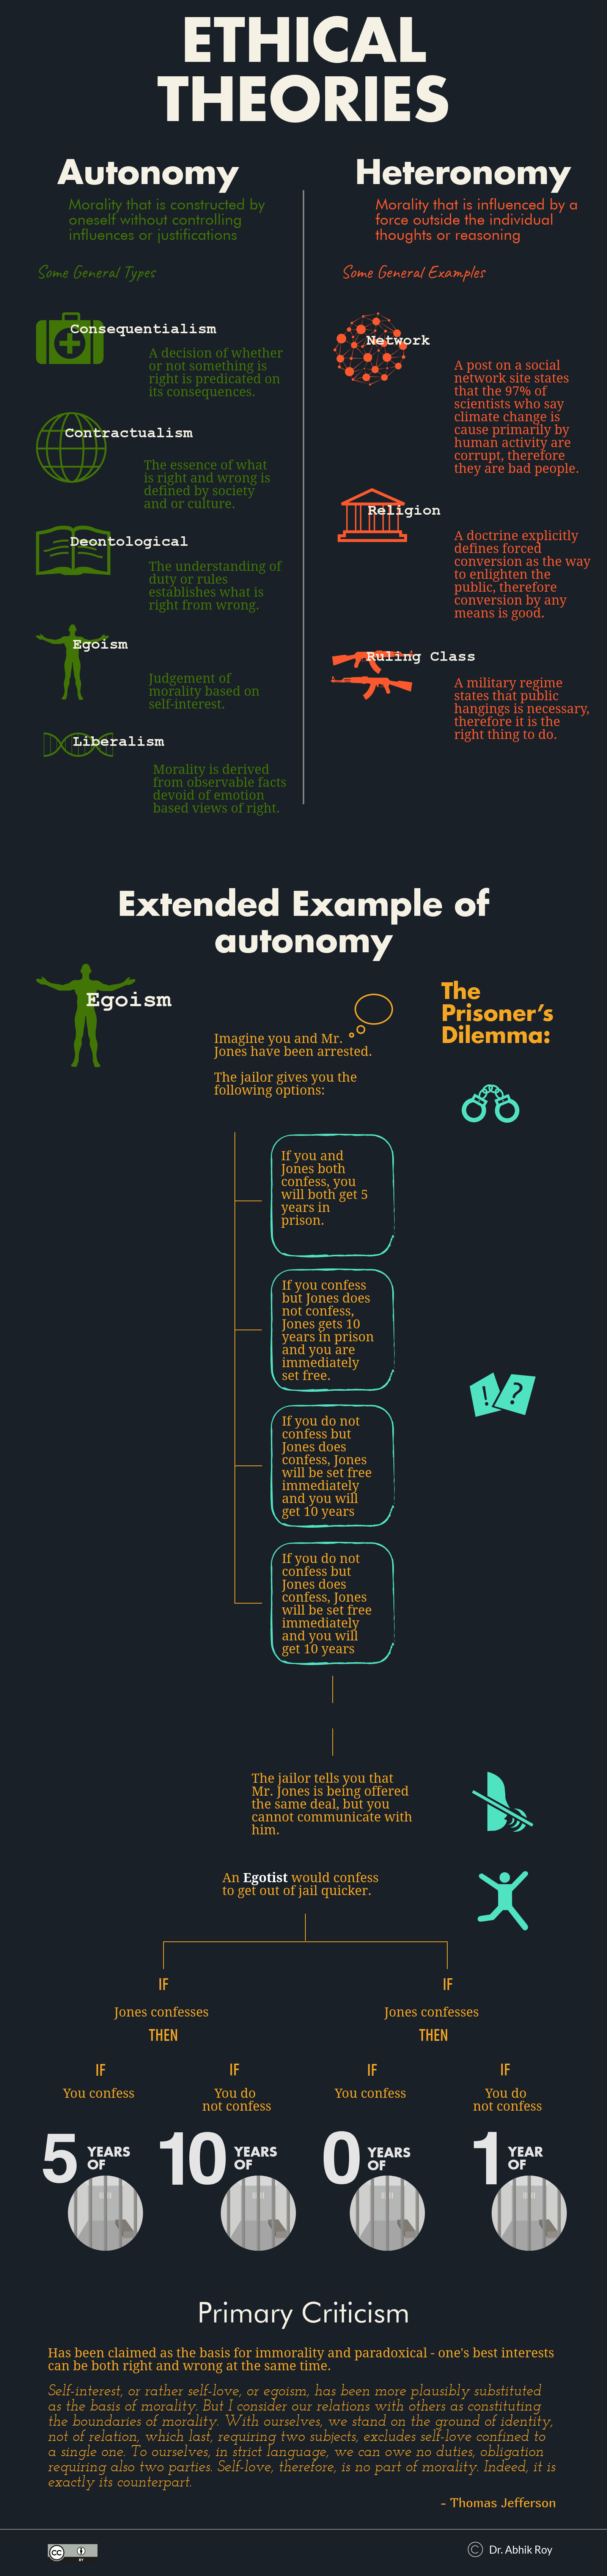 ETHICAL
THEORIES
Autonomy
Morality that is constructed by
oneself without controlling
influences or justifications
Some General Types
Consequentialism
A decision of whether
or not something is
right is predicated on
its consequences.
Contractualism
The essence of what
is right and wrong is
defined by society
and or culture.
Deontological
The understanding of
duty or rules
establishes what is
right from wrong.
Egoism
Judgement of
morality based on
self-interest.
Liberalism
Morality is derived
from observable facts
devoid of emotion
based views of right.
Heteronomy
Morality that is influenced by a
force outside the individual
thoughts or reasoning
Some General Examples
Network
A post on a social
network site states
that the 97% of
scientists who say
climate change is
cause primarily by
human activity are
corrupt, therefore
they are bad people.
Religion
A doctrine explicitly
defines forced
conversion as the way
to enlighten the
public, therefore
conversion by any
means is good.
Ruling Class
A military regime
states that public
hangings is necessary,
therefore it is the
right thing to do.
Extended Example of
autonomy
Egoism
The
Prisoner's
Dilemma:
Imagine you and Mr.
Jones have been arrested.
The jailor gives you the
following options:
If you and
Jones both
confess, you
will both get 5
years in
prison.
If you confess
but Jones does
not confess,
Jones gets 10
years in prison
and you are
immediately
set free.
! ?
If you do not
confess but
Jones does
confess, Jones
will be set free
immediately
and you will
get 10 years
If you do not
confess but
Jones does
confess, Jones
will be set free
immediately
and you will
get 10 years
The jailor tells you that
Mr. Jones is being offered
the same deal, but you
cannot communicate with
him.
An Egotist would confess
to get out of jail quicker.
IF
Jones confesses
THEN
IF
You confess
5 YEARS
OF
IF
You do
not confess
10 YEARS
OF
IF
Jones confesses
THEN
IF
You confess
0 YEARS
OF
IF
You do
not confess
1 YEAR
OF
Primary Criticism
Has been claimed as the basis for immorality and paradoxical - one's best interests
can be both right and wrong at the same time.
Self-interest, or rather self-love, or egoism, has been more plausibly substituted
as the basis of morality. But I consider our relations with others as constituting
the boundaries of morality. With ourselves, we stand on the ground of identity,
not of relation, which last, requiring two subjects, excludes self-love confined to
a single one. To ourselves, in strict language, we can owe no duties, obligation
requiring also two parties. Self-love, therefore, is no part of morality. Indeed, it is
exactly its counterpart.
- Thomas Jefferson
CC BY
© Dr. Abhik Roy